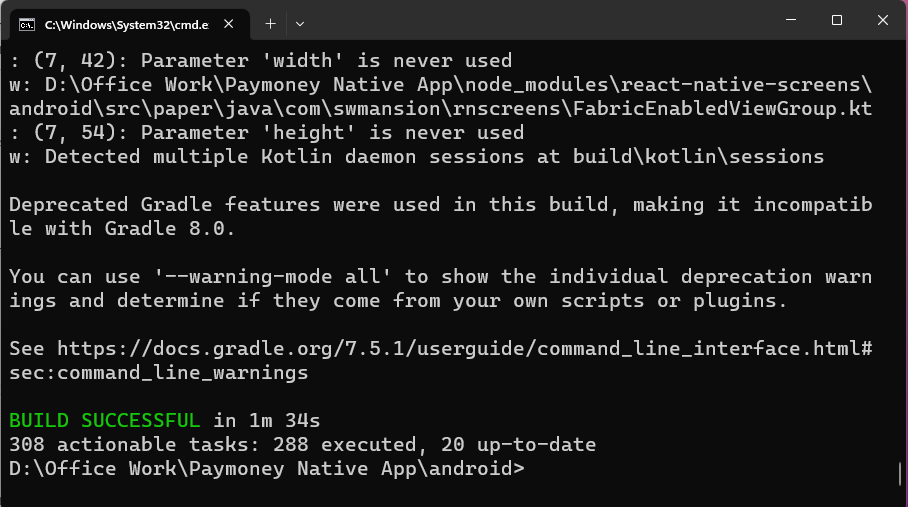 C:\Windows\System32\cmd.e
: (7, 42): Parameter 'width' is never used
w: D:\Office Work\Paymoney Native App\node_modules\react-native-screens\
android\src\paper\java\com\swmansion\rnscreens\FabricEnabledViewGroup.kt
: (7, 54): Parameter 'height' is never used
w: Detected multiple Kotlin daemon sessions at build\kotlin\sessions
Deprecated Gradle features were used in this build, making it incompatib
le with Gradle 8.0.
You can use '--warning-mode all' to show the individual deprecation warn
ings and determine if they come from your own scripts or plugins.
See https://docs.gradle.org/7.5.1/userguide/command_line_interface.html#
sec:command_line_warnings
BUILD SUCCESSFUL in 1m 34s
308 actionable tasks: 288 executed, 20 up-to-date
D:\Office Work\Paymoney Native App\android>